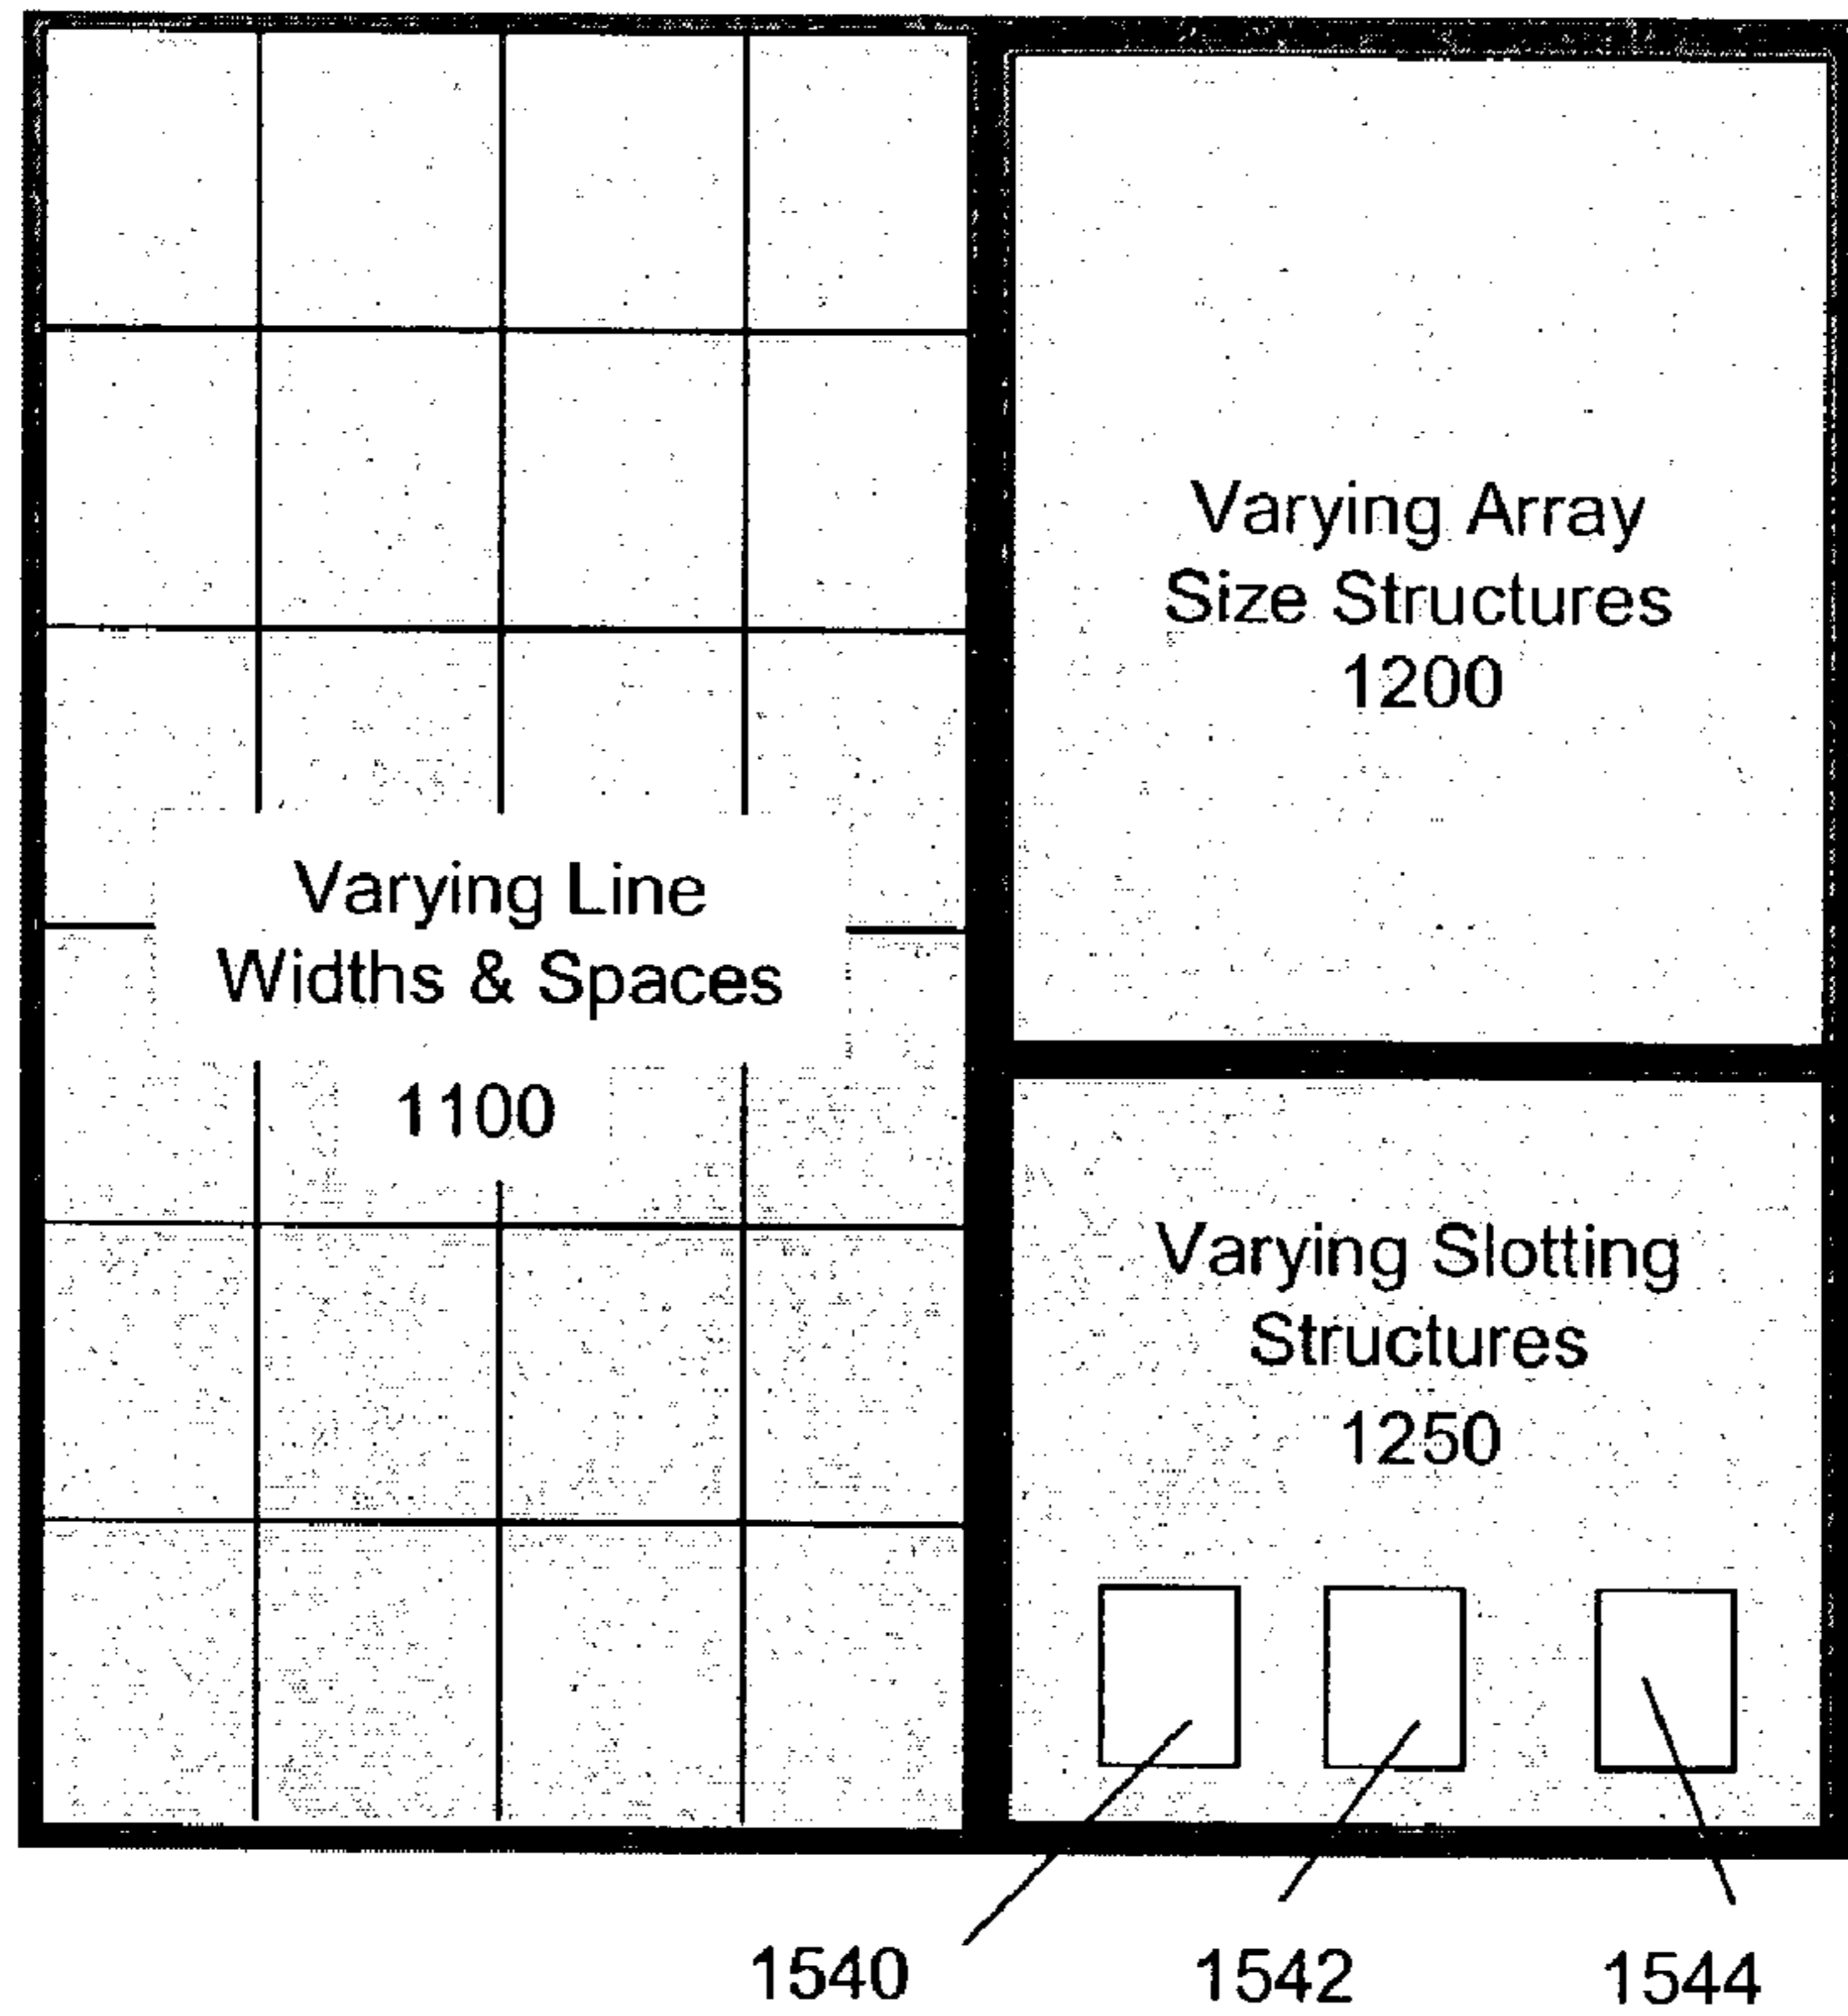 Varying Array
Size Structures
1200
Varying Line
Widths & Spaces
1100
Varying Slotting
Structures
1250
1540
1542
1544